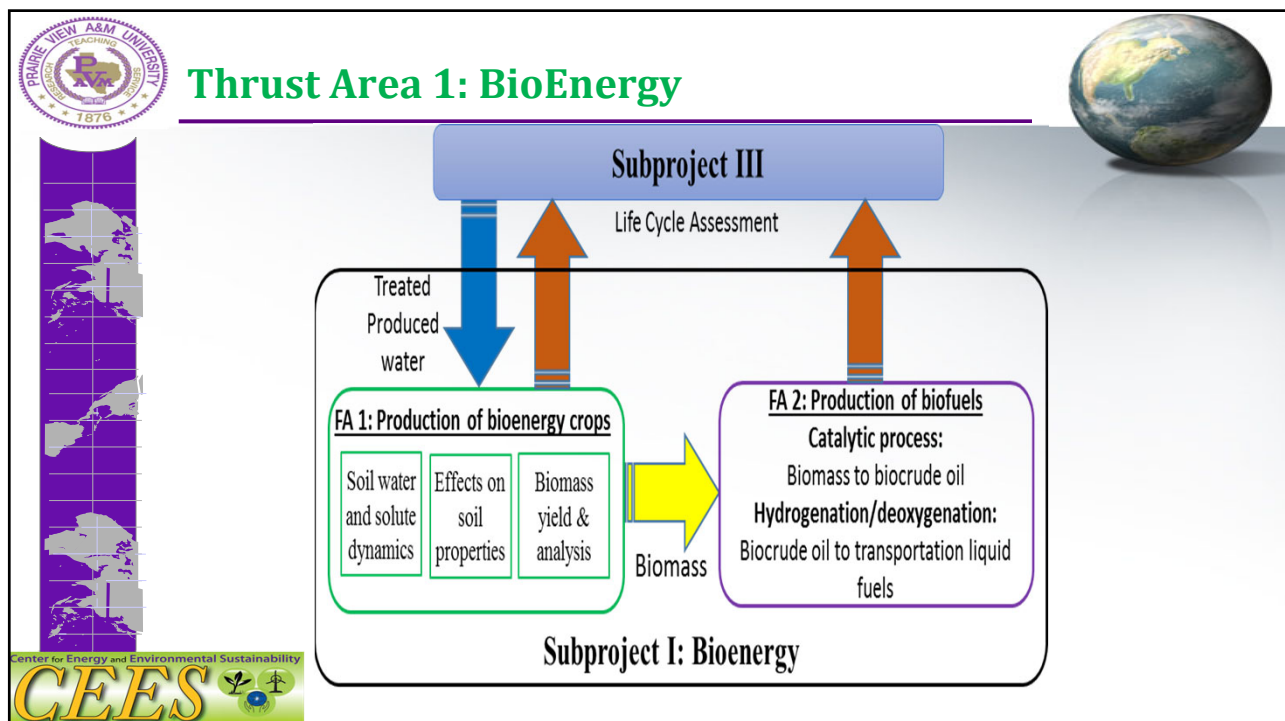 PRAIRIE VIEW A&M UNIVERSITY
TEACHING
RESEARCH
SERVICE
PVAM
1876
Thrust Area 1: BioEnergy
Subproject III
Life Cycle Assessment
Treated
Produced
water
FA 1: Production of bioenergy crops
Soil water
and solute
dynamics
Effects on
soil
properties
Biomass
yield &
analysis
Biomass
FA 2: Production of biofuels
Catalytic process:
Biomass to biocrude oil
Hydrogenation/deoxygenation:
Biocrude oil to transportation liquid
fuels
Subproject I: Bioenergy
Center for Energy and Environmental Sustainability
CEES